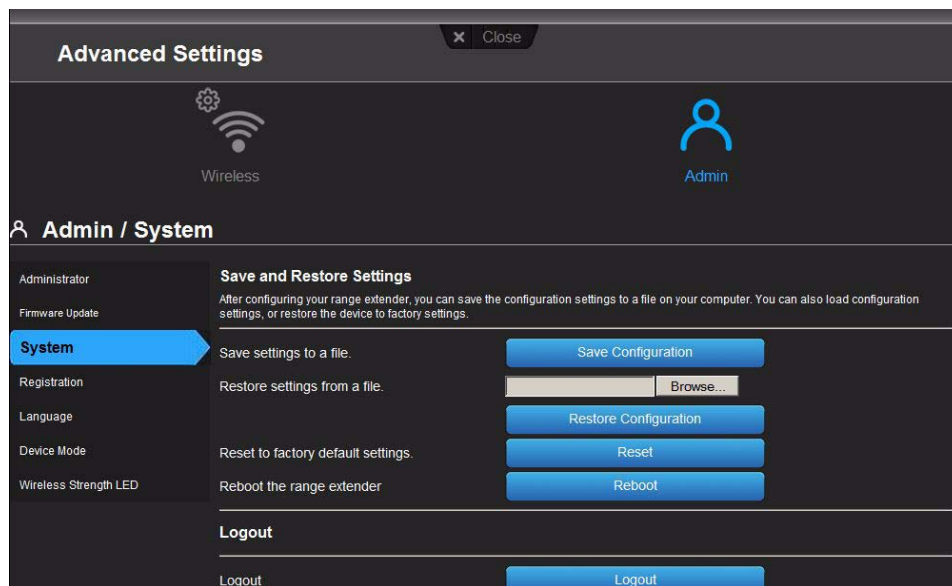 Close
Advanced Settings
Wireless
Admin
Admin / System
Administrator
Firmware Update
System
Registration
Language
Device Mode
Wireless Strength LED
Save and Restore Settings
After configuring your range extender, you can save the configuration settings to a file on your computer. You can also load configuration
settings, or restore the device to factory settings.
Save settings to a file.
Save Configuration
Restore settings from a file.
Browse...
Restore Configuration
Reset to factory default settings.
Reset
Reboot the range extender
Reboot
Logout
Logout
Logout